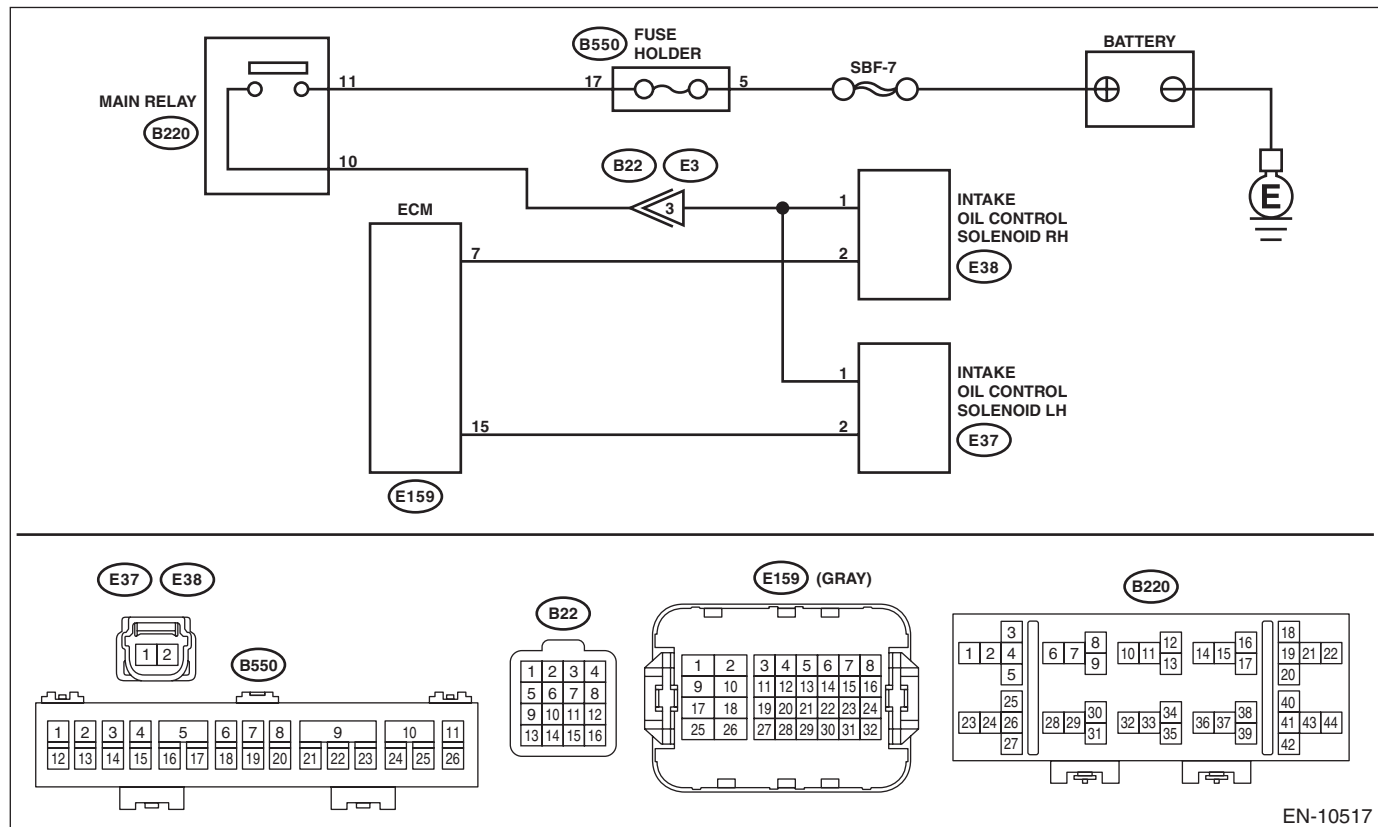 B550 FUSE HOLDER
BATTERY
SBF-7
11
17
5
MAIN RELAY
B220
10
B22 E3
3
ECM
1
INTAKE
OIL CONTROL
SOLENOID RH
7
2
E38
E
1
INTAKE
OIL CONTROL
SOLENOID LH
15
2
E37
E159
E37 E38
1 2
B550
1 2 3 4 5 6 7 8 9 10 11
12 13 14 15 16 17 18 19 20 21 22 23 24 25 26
B22
1 2 3 4
5 6 7 8
9 10 11 12
13 14 15 16
E159 (GRAY)
1 2 3 4 5 6 7 8
9 10 11 12 13 14 15 16
17 18 19 20 21 22 23 24
25 26 27 28 29 30 31 32
B220
3 8 12 16 18
1 2 4 6 7 10 11 14 15 19 21 22
5 9 13 17 20
25 30 34 38 40
23 24 26 28 29 32 33 36 37 41 43 44
27 31 35 39 42
EN-10517